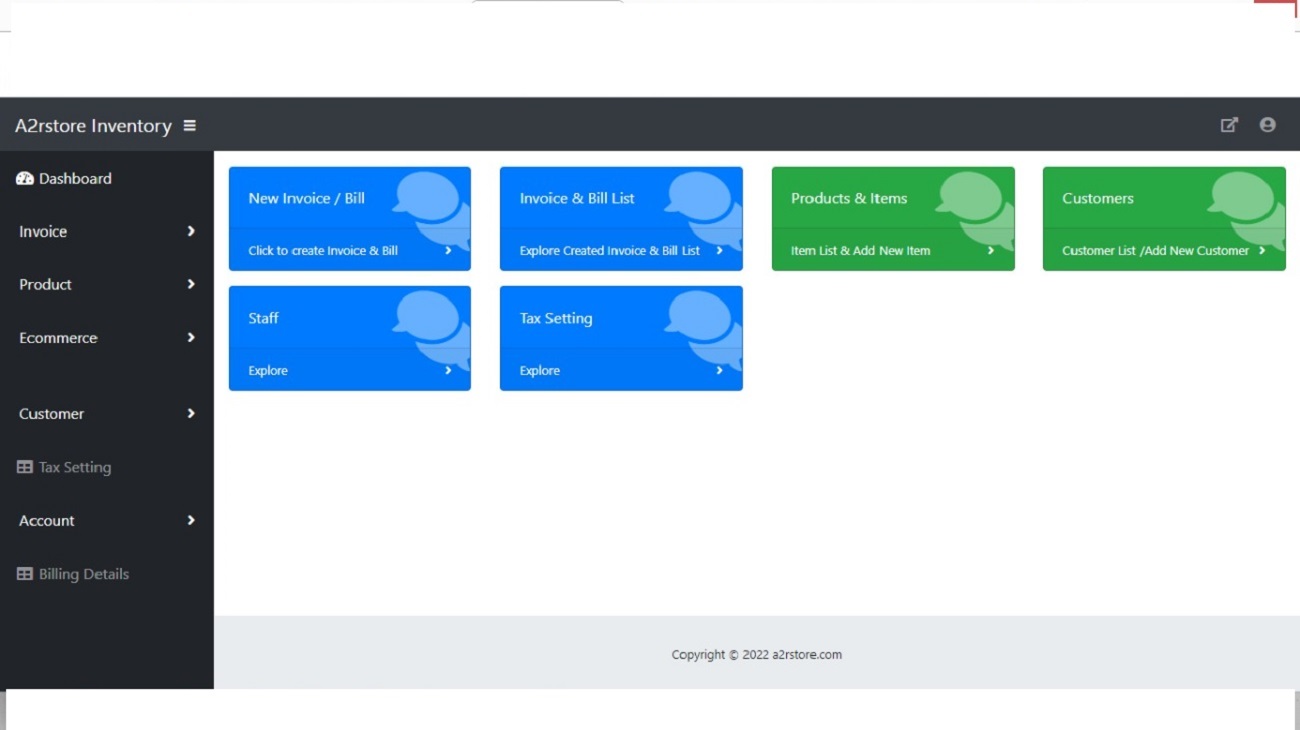 A2rstore Inventory
Dashboard
Invoice
Product
Ecommerce
Customer
Tax Setting
Account
Billing Details
New Invoice / Bill
Click to create Invoice & Bill
Invoice & Bill List
Explore Created Invoice & Bill List
Products & Items
Item List & Add New Item
Customers
Customer List /Add New Customer
Staff
Explore
Tax Setting
Explore
Copyright © 2022 a2rstore.com